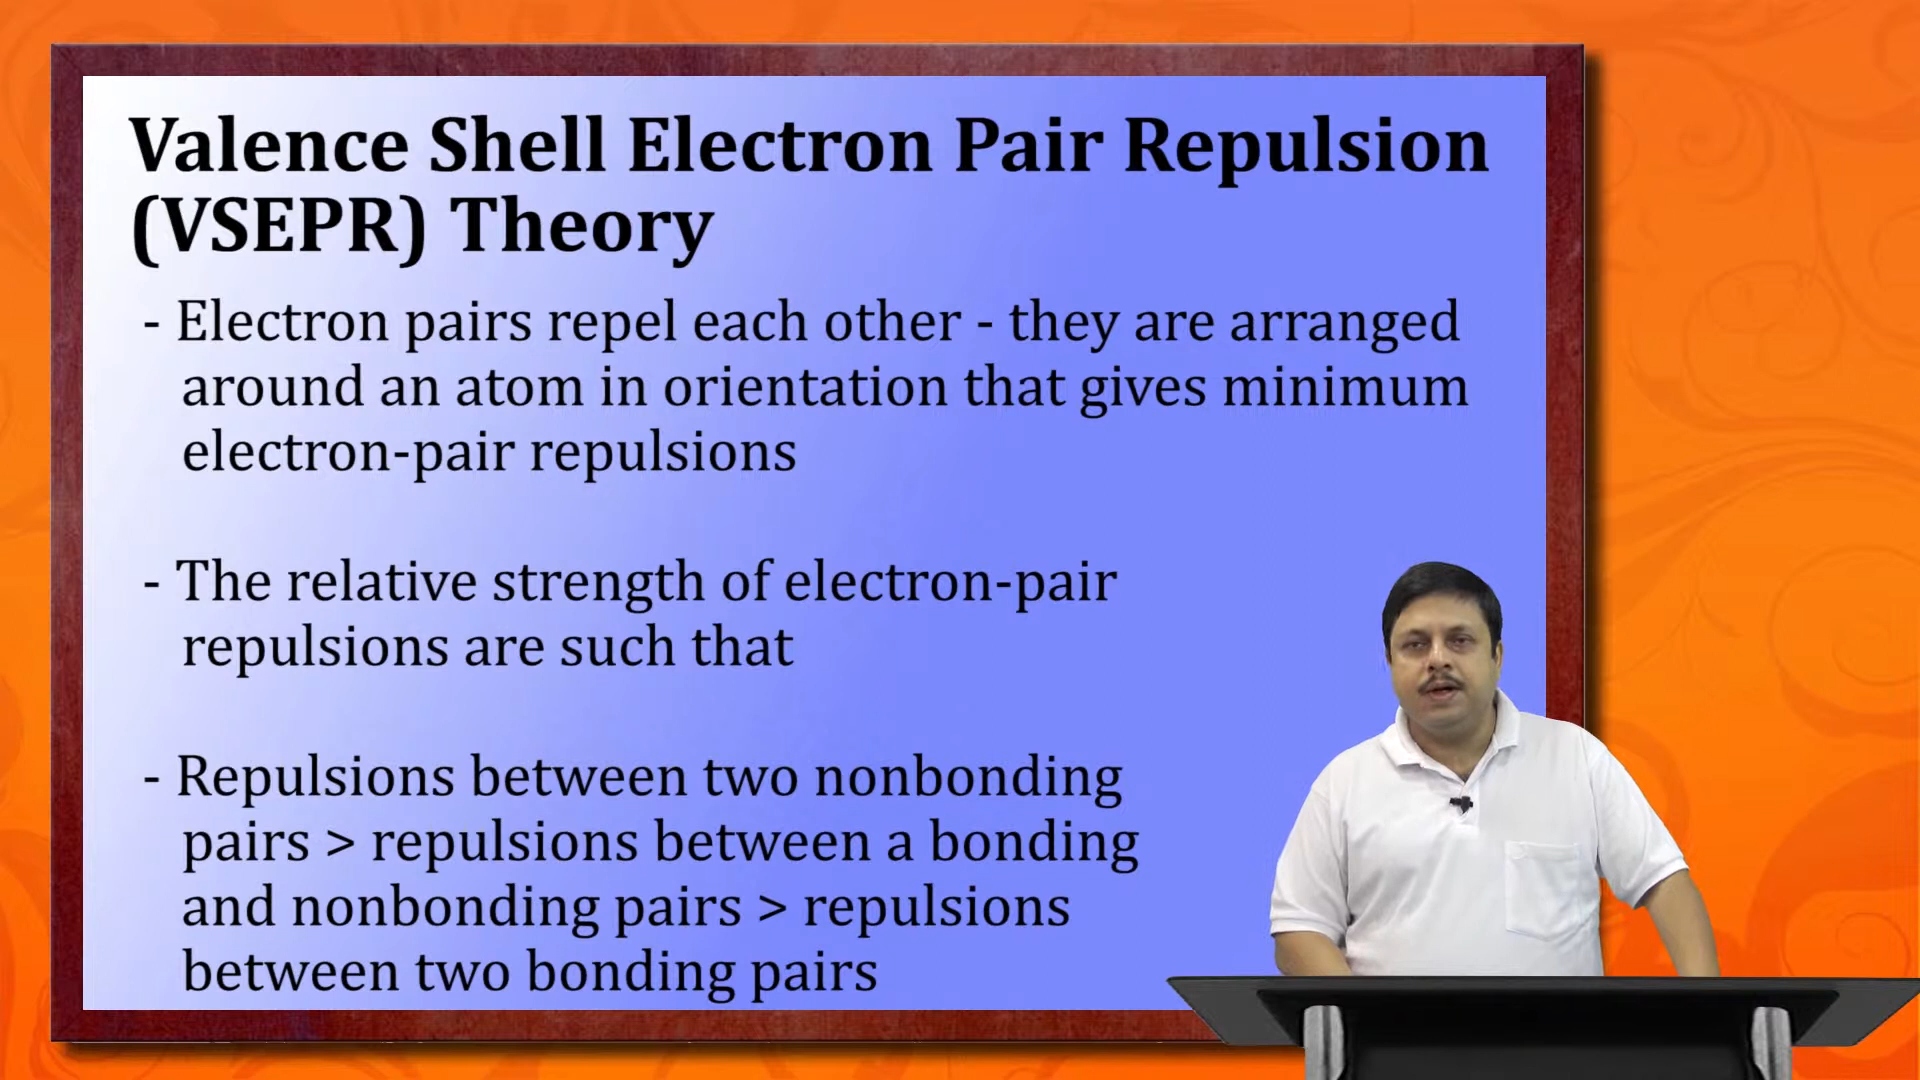 Valence Shell Electron Pair Repulsion
(VSEPR) Theory
- Electron pairs repel each other - they are arranged
around an atom in orientation that gives minimum
electron-pair repulsions
- The relative strength of electron-pair
repulsions are such that
- Repulsions between two nonbonding
pairs > repulsions between a bonding
and nonbonding pairs > repulsions
between two bonding pairs